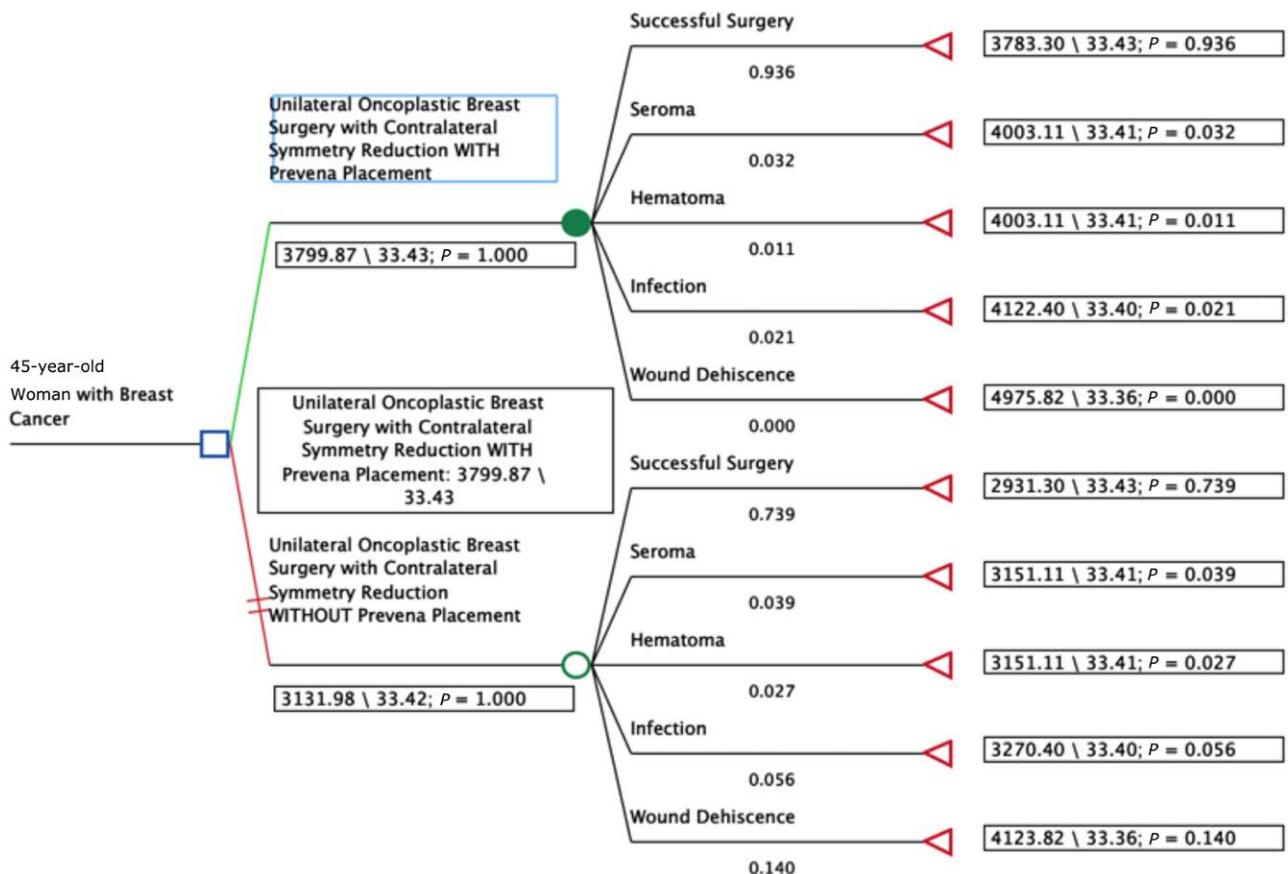 45-year-old
Woman with Breast
Cancer
Unilateral Oncoplastic Breast
Surgery with Contralateral
Symmetry Reduction WITH
Prevena Placement
3799.87 \ 33.43; P = 1.000
Successful Surgery
0.936
3783.30 \ 33.43; P = 0.936
Seroma
0.032
4003.11 \ 33.41; P = 0.032
Hematoma
0.011
4003.11 \ 33.41; P = 0.011
Infection
0.021
4122.40 \ 33.40; P = 0.021
Wound Dehiscence
0.000
4975.82 \ 33.36; P = 0.000
Unilateral Oncoplastic Breast
Surgery with Contralateral
Symmetry Reduction WITH
Prevena Placement: 3799.87 \
33.43
Unilateral Oncoplastic Breast
Surgery with Contralateral
Symmetry Reduction
WITHOUT Prevena Placement
3131.98 \ 33.42; P = 1.000
Successful Surgery
0.739
2931.30 \ 33.43; P = 0.739
Seroma
0.039
3151.11 \ 33.41; P = 0.039
Hematoma
0.027
3151.11 \ 33.41; P = 0.027
Infection
0.056
3270.40 \ 33.40; P = 0.056
Wound Dehiscence
0.140
4123.82 \ 33.36; P = 0.140